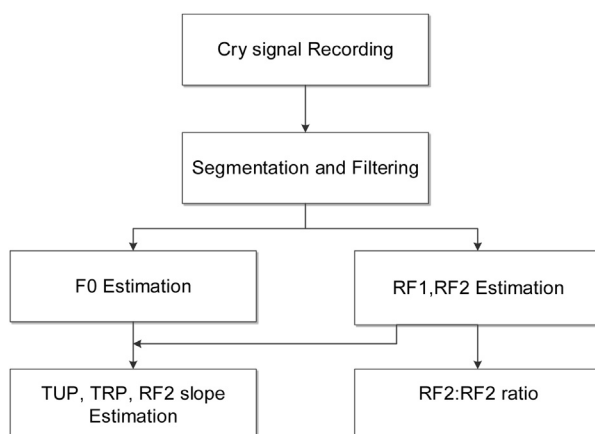 Cry signal Recording
Segmentation and Filtering
F0 Estimation
RF1,RF2 Estimation
TUP, TRP, RF2 slope
Estimation
RF2:RF2 ratio